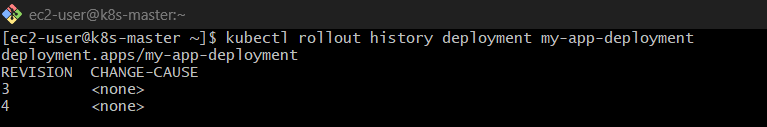 ec2-user@k8s-master:~
[ec2-user@k8s-master ~]$ kubectl rollout history deployment my-app-deployment
deployment.apps/my-app-deployment
REVISION  CHANGE-CAUSE
3         <none>
4         <none>